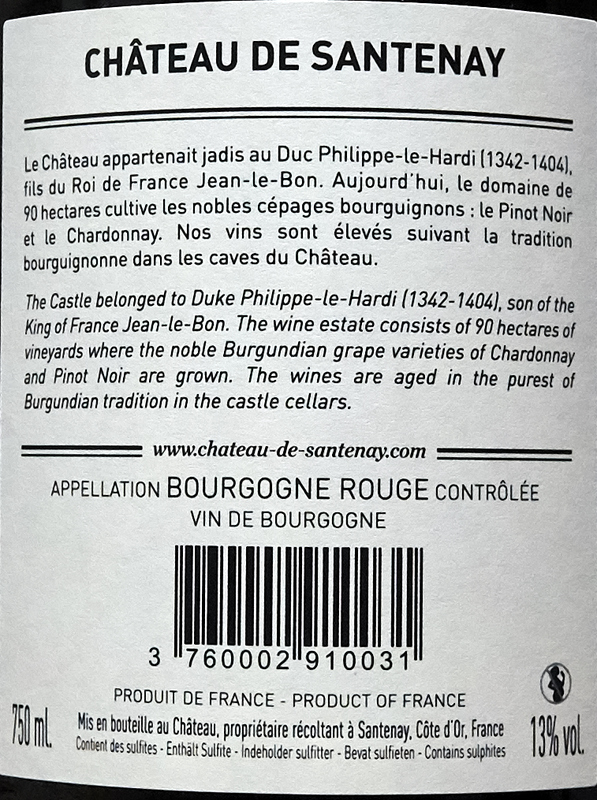 CHÂTEAU DE SANTENAY
Le Château appartenait jadis au Duc Philippe-le-Hardi (1342-1404),
fils du Roi de France Jean-le-Bon. Aujourd'hui, le domaine de
90 hectares cultive les nobles cépages bourguignons : le Pinot Noir
et le Chardonnay. Nos vins sont élevés suivant la tradition
bourguignonne dans les caves du Château.
The Castle belonged to Duke Philippe-le-Hardi (1342-1404), son of the
King of France Jean-le-Bon. The wine estate consists of 90 hectares of
vineyards where the noble Burgundian grape varieties of Chardonnay
and Pinot Noir are grown. The wines are aged in the purest of
Burgundian tradition in the castle cellars.
www.chateau-de-santenay.com
APPELLATION BOURGOGNE ROUGE CONTRÔLÉE
VIN DE BOURGOGNE
3 760002 910031
PRODUIT DE FRANCE - PRODUCT OF FRANCE
750 ml.
Mis en bouteille au Château, propriétaire récoltant à Santenay, Côte d'Or, France
Contient des sulfites - Enthält Sulfite - Indeholder sulfitter - Bevat sulfieten - Contains sulphites
13% vol.